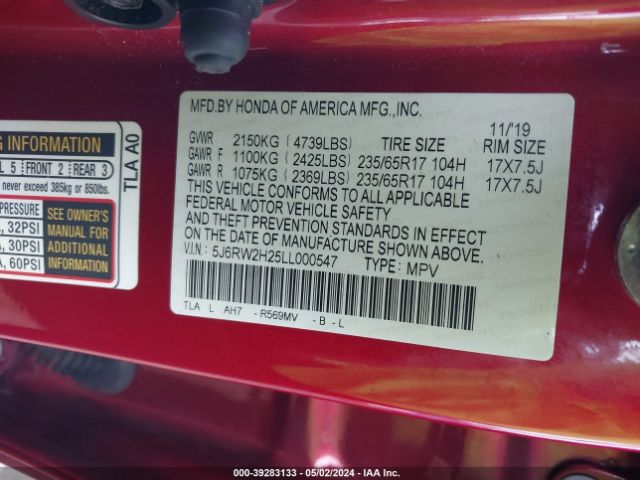 G INFORMATION
L 5 FRONT 2 REAR 3
never exceed 385kg or 850lbs.
PRESSURE
A, 32PSI
A, 30PSI
A, 60PSI
SEE OWNER'S
MANUAL FOR
ADDITIONAL
INFORMATION
TLA A0
MFD.BY HONDA OF AMERICA MFG.,INC.
11/'19
GVWR 2150KG (4739LBS) TIRE SIZE RIM SIZE
GAWR F 1100KG (2425LBS) 235/65R17 104H 17X7.5J
GAWR R 1075KG (2369LBS) 235/65R17 104H 17X7.5J
THIS VEHICLE CONFORMS TO ALL APPLICABLE
FEDERAL MOTOR VEHICLE SAFETY
AND THEFT PREVENTION STANDARDS IN EFFECT
ON THE DATE OF MANUFACTURE SHOWN ABOVE.
V.I.N: 5J6RW2H25LL000547 TYPE: MPV
TLA L AH7 - R569MV - B - L
000-39283133 - 05/02/2024 - IAA Inc.